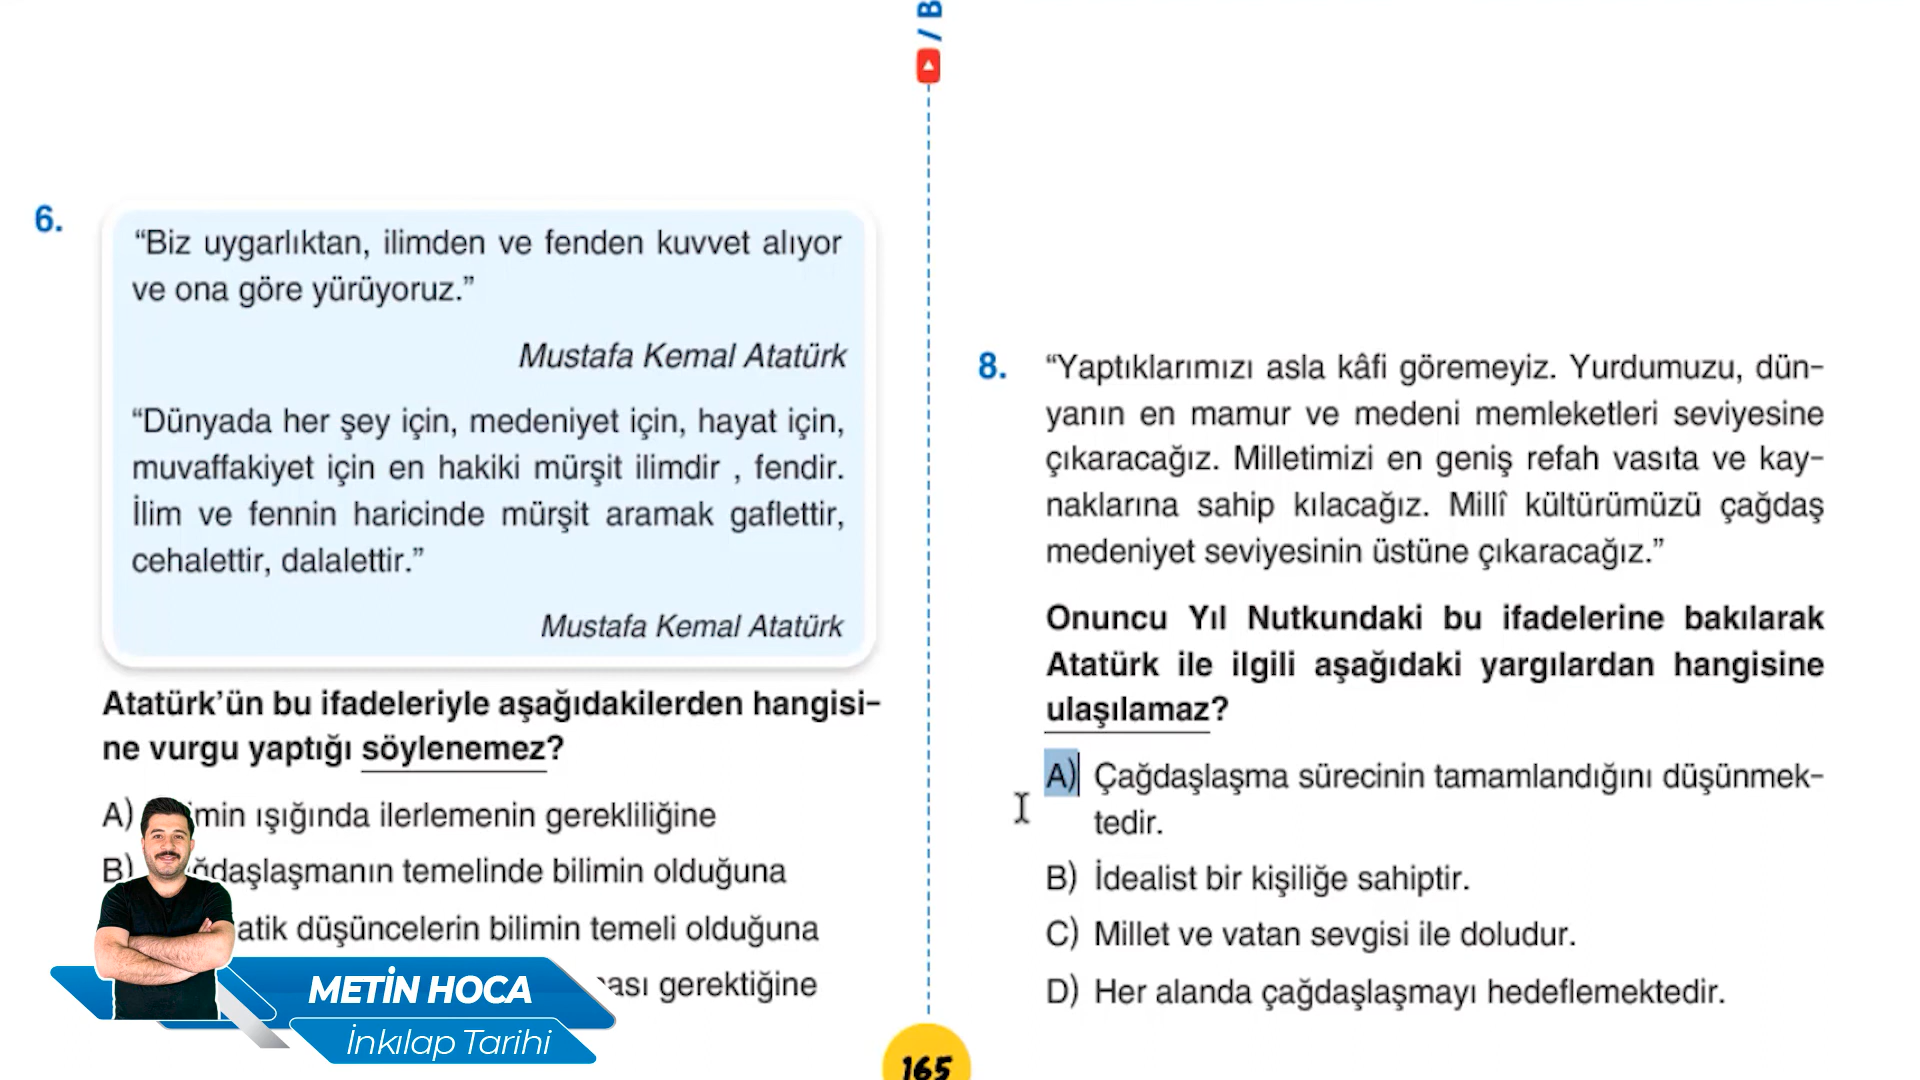 / B
6.
“Biz uygarlıktan, ilimden ve fenden kuvvet alıyor
ve ona göre yürüyoruz.”
Mustafa Kemal Atatürk
“Dünyada her şey için, medeniyet için, hayat için,
muvaffakiyet için en hakiki mürşit ilimdir , fendir.
İlim ve fennin haricinde mürşit aramak gaflettir,
cehalettir, dalalettir.”
Mustafa Kemal Atatürk
Atatürk’ün bu ifadeleriyle aşağıdakilerden hangisi-
ne vurgu yaptığı söylenemez?
A) ışığında ilerlemenin gerekliliğine
B) temelinde bilimin olduğuna
düşüncelerin bilimin temeli olduğuna
gerektiğine
METİN HOCA
İnkılap Tarihi
8.
“Yaptıklarımızı asla kâfi göremeyiz. Yurdumuzu, dün-
yanın en mamur ve medeni memleketleri seviyesine
çıkaracağız. Milletimizi en geniş refah vasıta ve kay-
naklarına sahip kılacağız. Millî kültürümüzü çağdaş
medeniyet seviyesinin üstüne çıkaracağız.”
Onuncu Yıl Nutkundaki bu ifadelerine bakılarak
Atatürk ile ilgili aşağıdaki yargılardan hangisine
ulaşılamaz?
A) Çağdaşlaşma sürecinin tamamlandığını düşünmek-
tedir.
B) İdealist bir kişiliğe sahiptir.
C) Millet ve vatan sevgisi ile doludur.
D) Her alanda çağdaşlaşmayı hedeflemektedir.
165